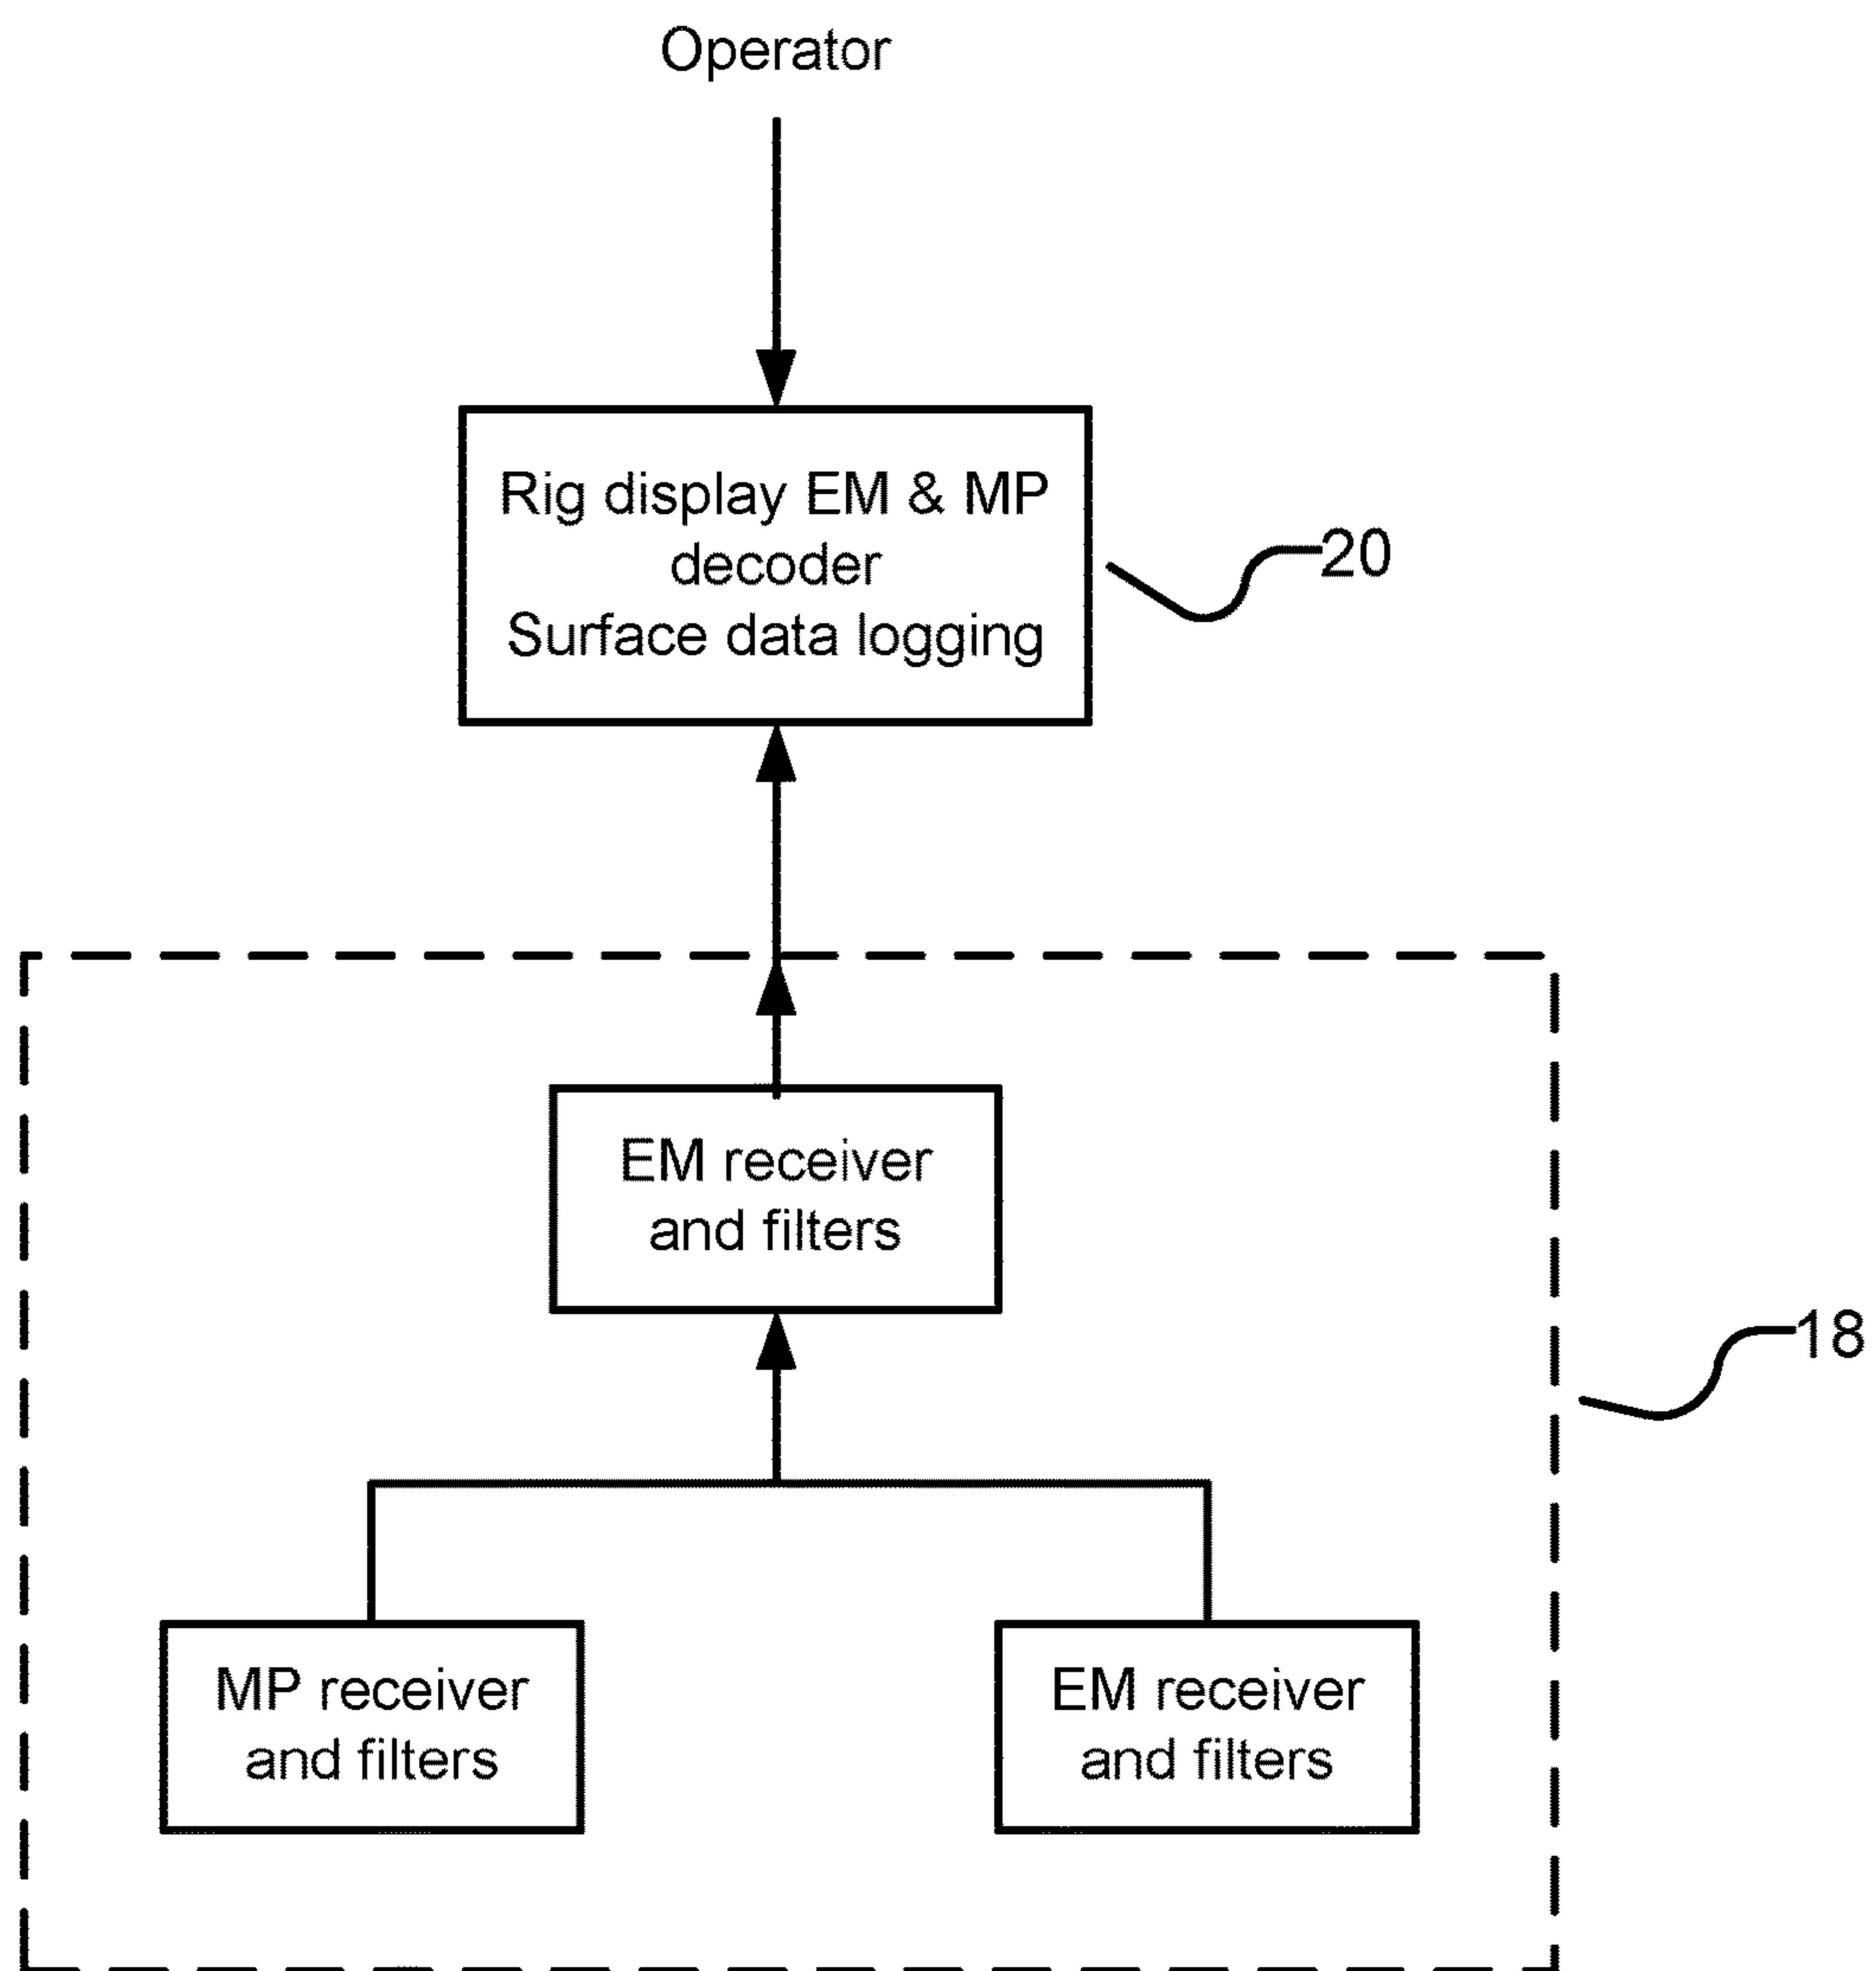 Operator
Rig display EM & MP
decoder
Surface data logging
20
EM receiver
and filters
18
MP receiver
and filters
EM receiver
and filters